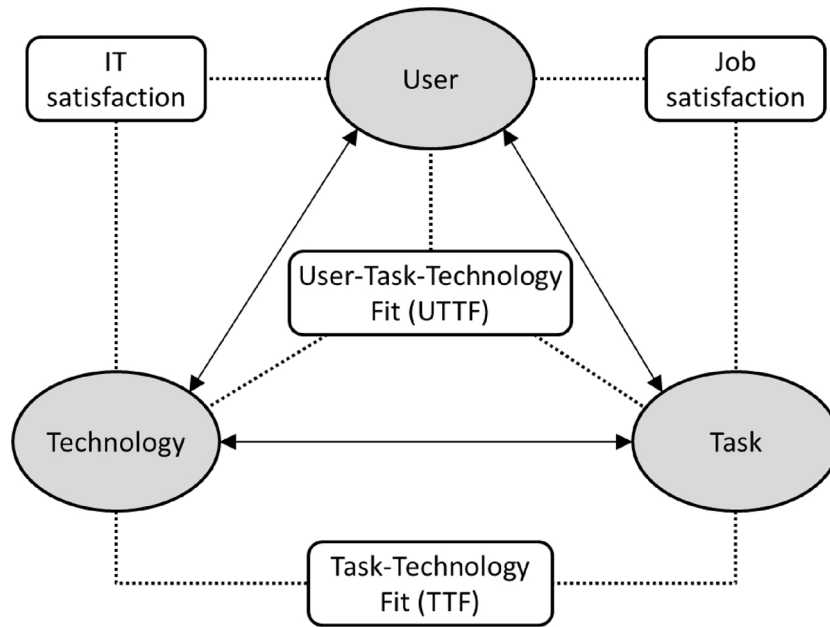 IT
satisfaction
User
Job
satisfaction
User-Task-Technology
Fit (UTTF)
Technology
Task
Task-Technology
Fit (TTF)